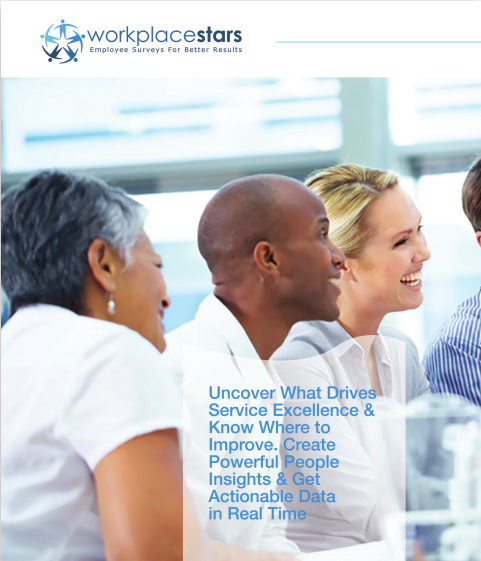 workplacestars
Employee Surveys For Better Results
Uncover What Drives
Service Excellence &
Know Where to
Improve. Create
Powerful People
Insights & Get
Actionable Data
in Real Time